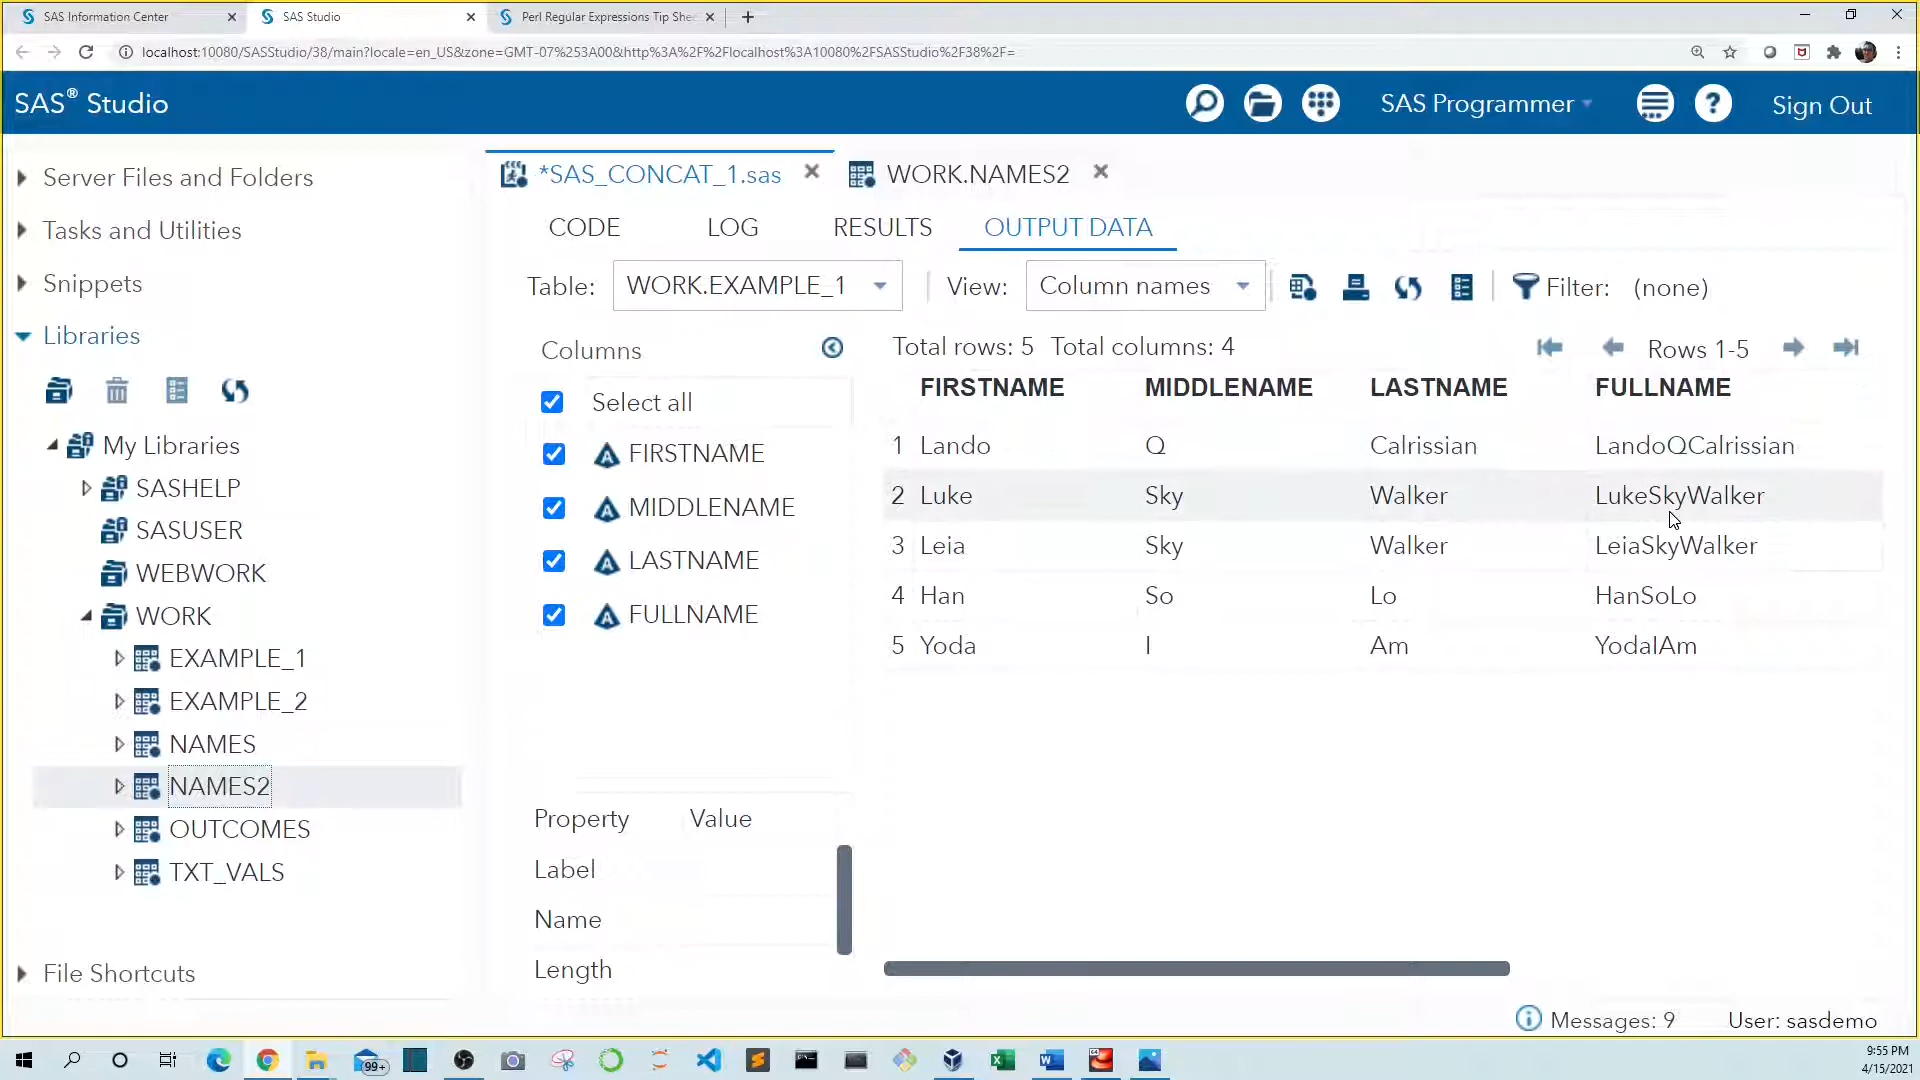 SAS Information Center
SAS Studio
Perl Regular Expressions Tip She
localhost:10080/SASStudio/38/main?locale=en_US&zone=GMT-07%253A00&http%3A%2F%2Flocalhost%3A10080%2FSASStudio%2F38%2F=
SAS® Studio
SAS Programmer
Sign Out
Server Files and Folders
Tasks and Utilities
Snippets
Libraries
My Libraries
SASHELP
SASUSER
WEBWORK
WORK
EXAMPLE_1
EXAMPLE_2
NAMES
NAMES2
OUTCOMES
TXT_VALS
File Shortcuts
*SAS_CONCAT_1.sas
WORK.NAMES2
CODE LOG RESULTS OUTPUT DATA
Table: WORK.EXAMPLE_1 View: Column names Filter: (none)
Columns
Select all
FIRSTNAME
MIDDLENAME
LASTNAME
FULLNAME
Property Value
Label
Name
Length
Total rows: 5 Total columns: 4 Rows 1-5
FIRSTNAME MIDDLENAME LASTNAME FULLNAME
1 Lando Q Calrissian LandoQCalrissian
2 Luke Sky Walker LukeSkyWalker
3 Leia Sky Walker LeiaSkyWalker
4 Han So Lo HanSoLo
5 Yoda I Am YodaIAm
Messages: 9 User: sasdemo
99+
9:55 PM
4/15/2021